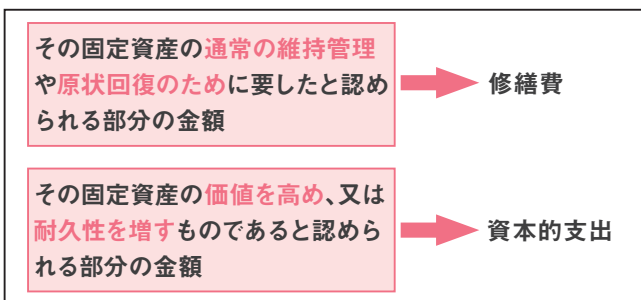 その固定資産の通常の維持管理
や原状回復のために要したと認め
られる部分の金額
修繕費
その固定資産の価値を高め、又は
耐久性を増すものであると認めら
れる部分の金額
資本的支出